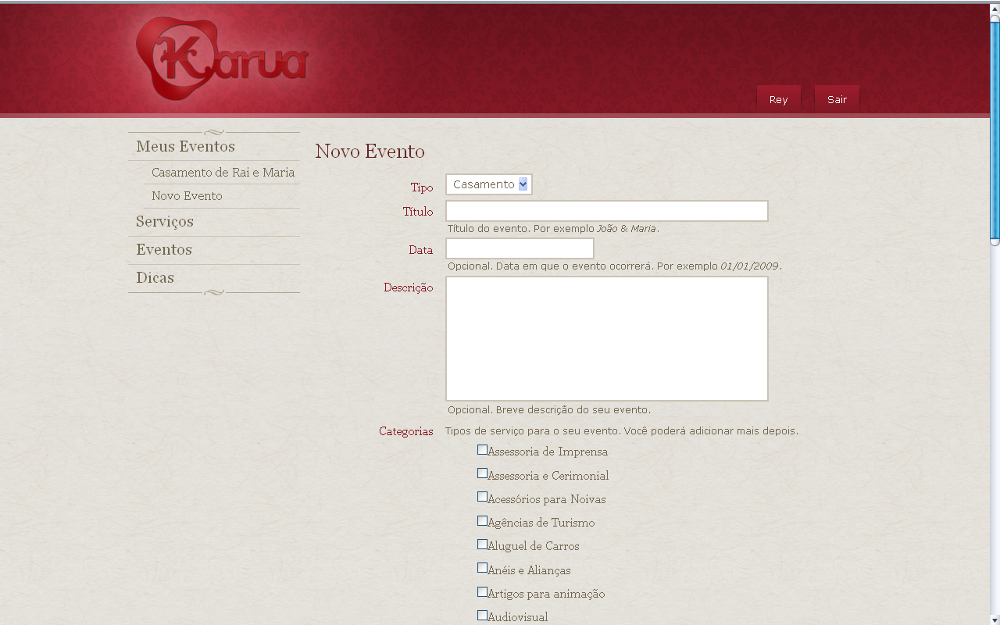 Karua
Rey
Sair
Meus Eventos
Casamento de Rai e Maria
Novo Evento
Serviços
Eventos
Dicas
Novo Evento
Tipo
Casamento
Título
Título do evento. Por exemplo João & Maria.
Data
Opcional. Data em que o evento ocorrerá. Por exemplo 01/01/2009.
Descrição
Opcional. Breve descrição do seu evento.
Categorias
Tipos de serviço para o seu evento. Você poderá adicionar mais depois.
Assessoria de Imprensa
Assessoria e Cerimonial
Acessórios para Noivas
Agências de Turismo
Aluguel de Carros
Anéis e Alianças
Artigos para animação
Audiovisual